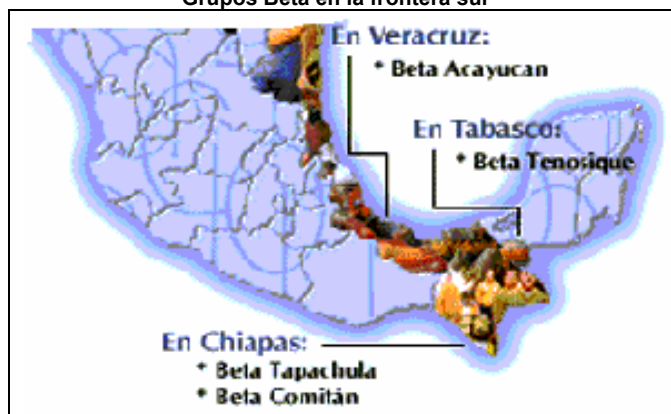 Grupos Beta en la frontera sur
En Veracruz:
* Beta Acayucan
En Tabasco:
* Beta Tenosique
En Chiapas:
* Beta Tapachula
* Beta Comitán